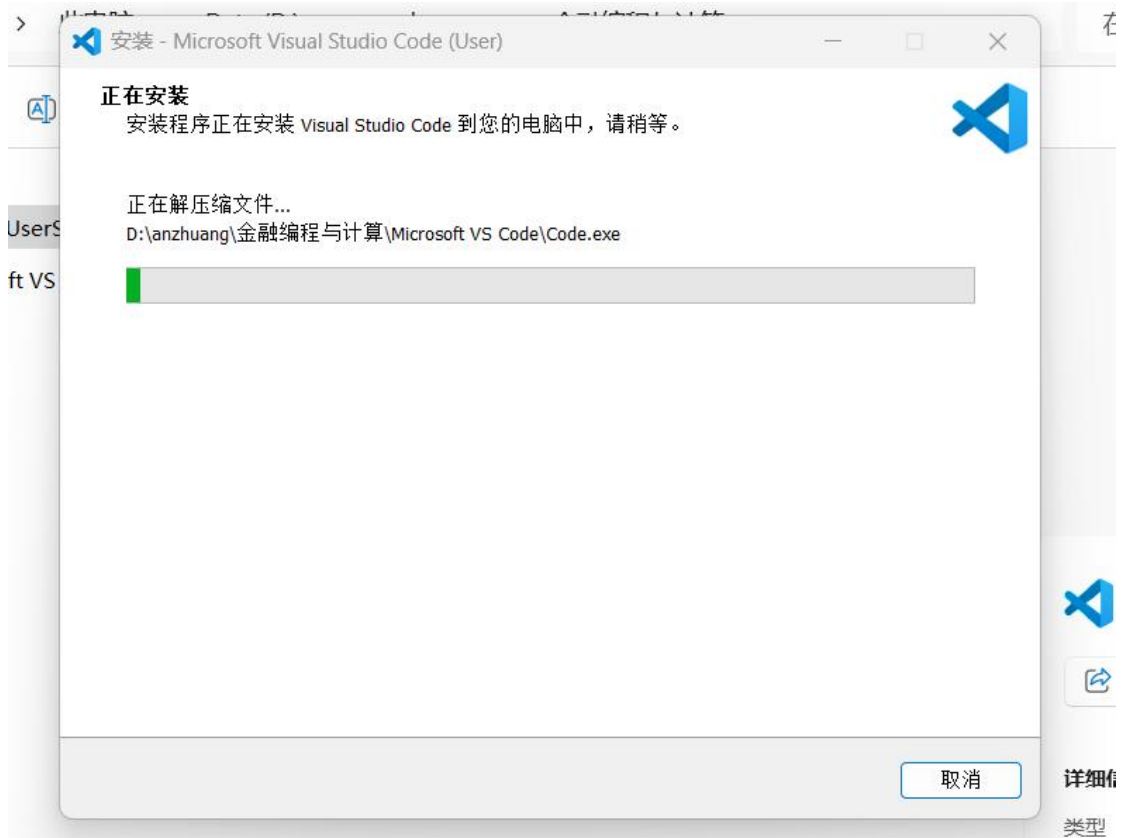 安装 - Microsoft Visual Studio Code (User)
正在安装
安装程序正在安装 Visual Studio Code 到您的电脑中，请稍等。
正在解压缩文件...
D:\anzhuang\金融编程与计算\Microsoft VS Code\Code.exe
UserS
ft VS
取消
类型